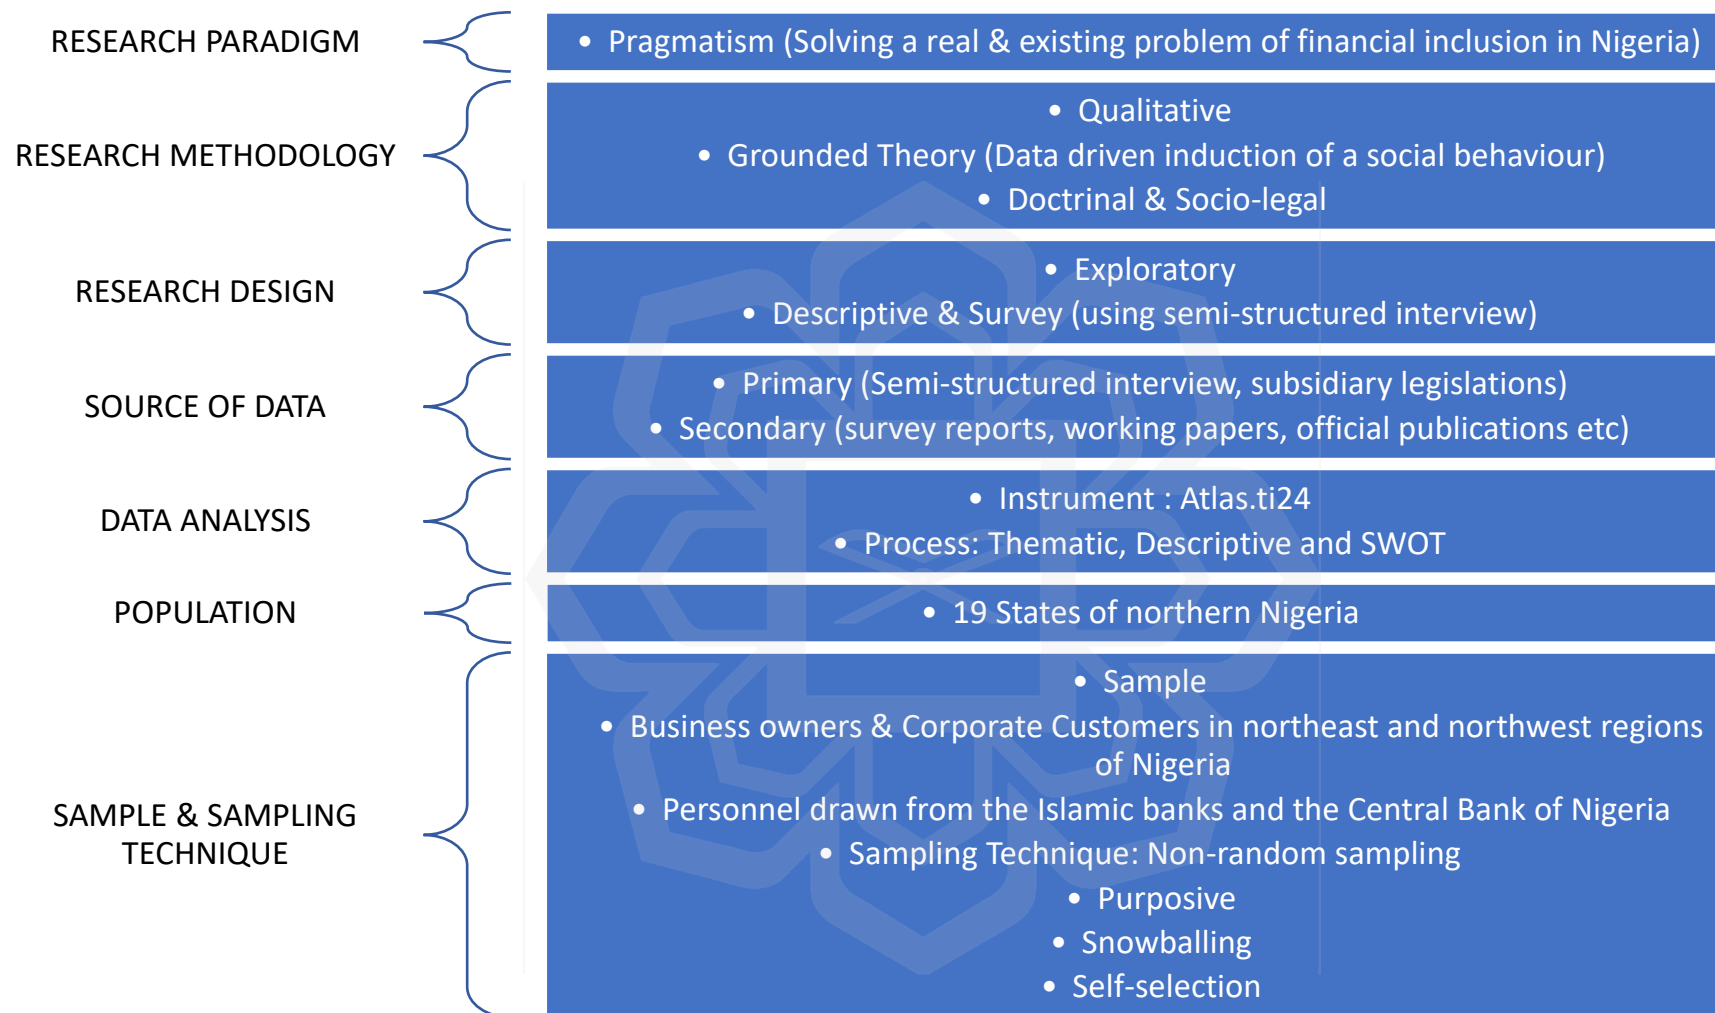 RESEARCH PARADIGM
• Pragmatism (Solving a real & existing problem of financial inclusion in Nigeria)
RESEARCH METHODOLOGY
• Qualitative
• Grounded Theory (Data driven induction of a social behaviour)
• Doctrinal & Socio-legal
RESEARCH DESIGN
• Exploratory
• Descriptive & Survey (using semi-structured interview)
SOURCE OF DATA
• Primary (Semi-structured interview, subsidiary legislations)
• Secondary (survey reports, working papers, official publications etc)
DATA ANALYSIS
• Instrument : Atlas.ti24
• Process: Thematic, Descriptive and SWOT
POPULATION
• 19 States of northern Nigeria
SAMPLE & SAMPLING
TECHNIQUE
• Sample
• Business owners & Corporate Customers in northeast and northwest regions
of Nigeria
• Personnel drawn from the Islamic banks and the Central Bank of Nigeria
• Sampling Technique: Non-random sampling
• Purposive
• Snowballing
• Self-selection